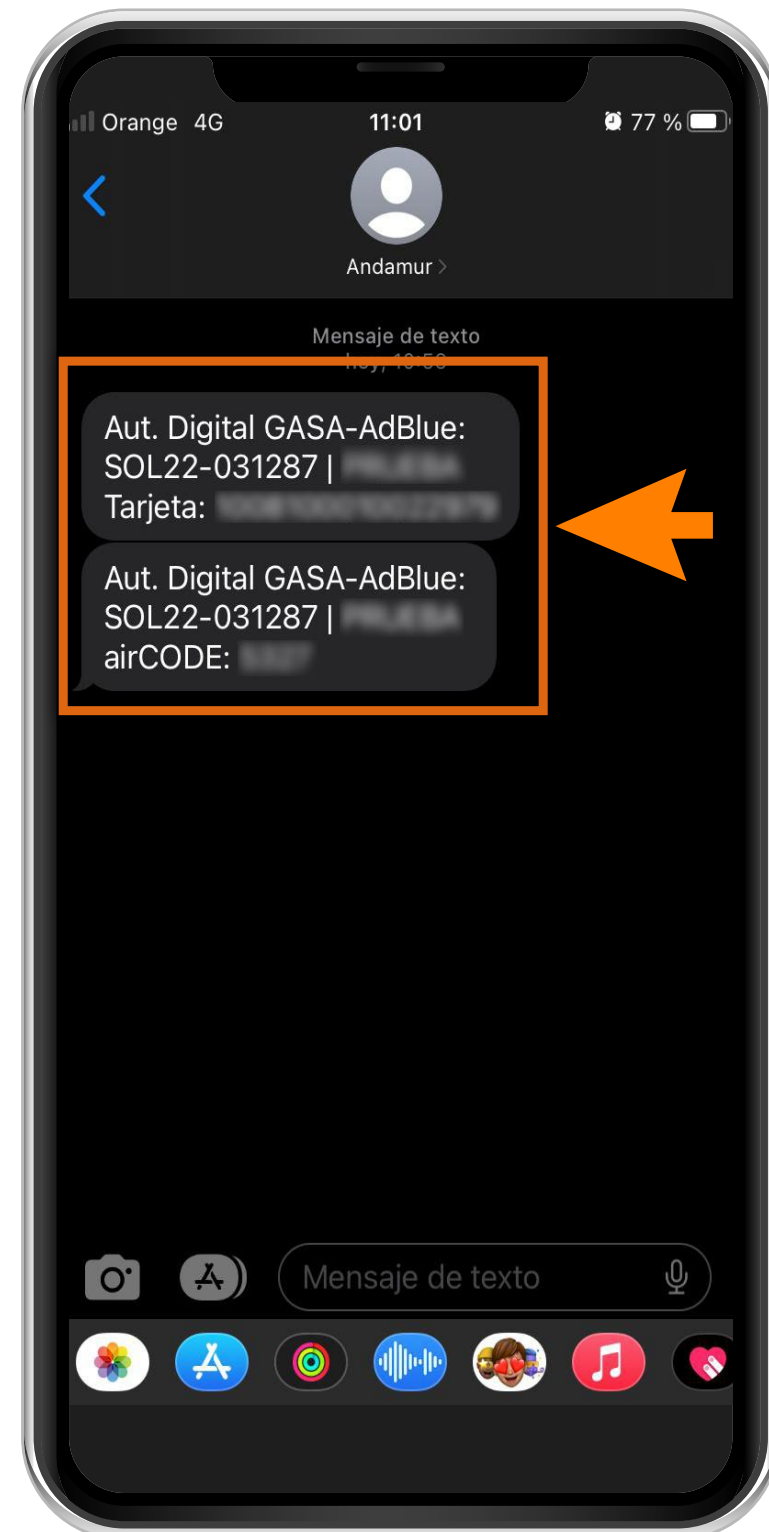 Orange 4G 11:01 77 %
Andamur
Mensaje de texto
Aut. Digital GASA-AdBlue:
SOL22-031287 |
Tarjeta:
Aut. Digital GASA-AdBlue:
SOL22-031287 |
airCODE:
Mensaje de texto